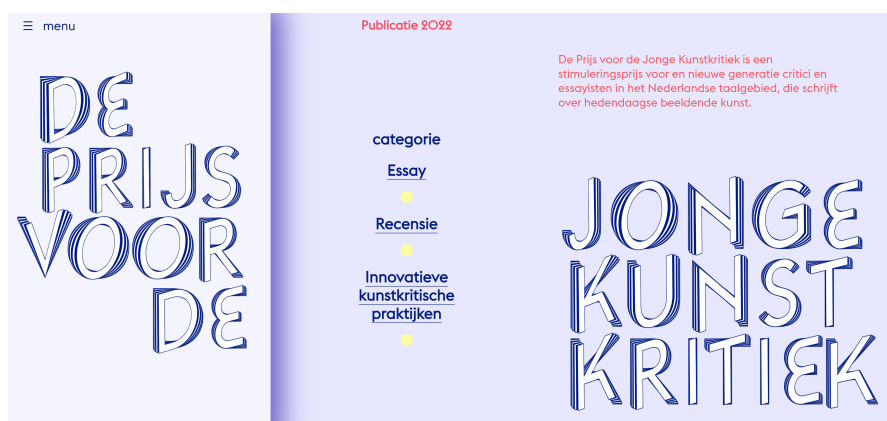 menu
DE
PRIJS
VOOR
DE
Publicatie 2022
categorie
Essay
Recensie
Innovatieve
kunstkritische
praktijken
De Prijs voor de Jonge Kunstkritiek is een
stimuleringsprijs voor en nieuwe generatie critici en
essayisten in het Nederlandse taalgebied, die schrijft
over hedendaagse beeldende kunst.
JONGE
KUNST
KRITIEK